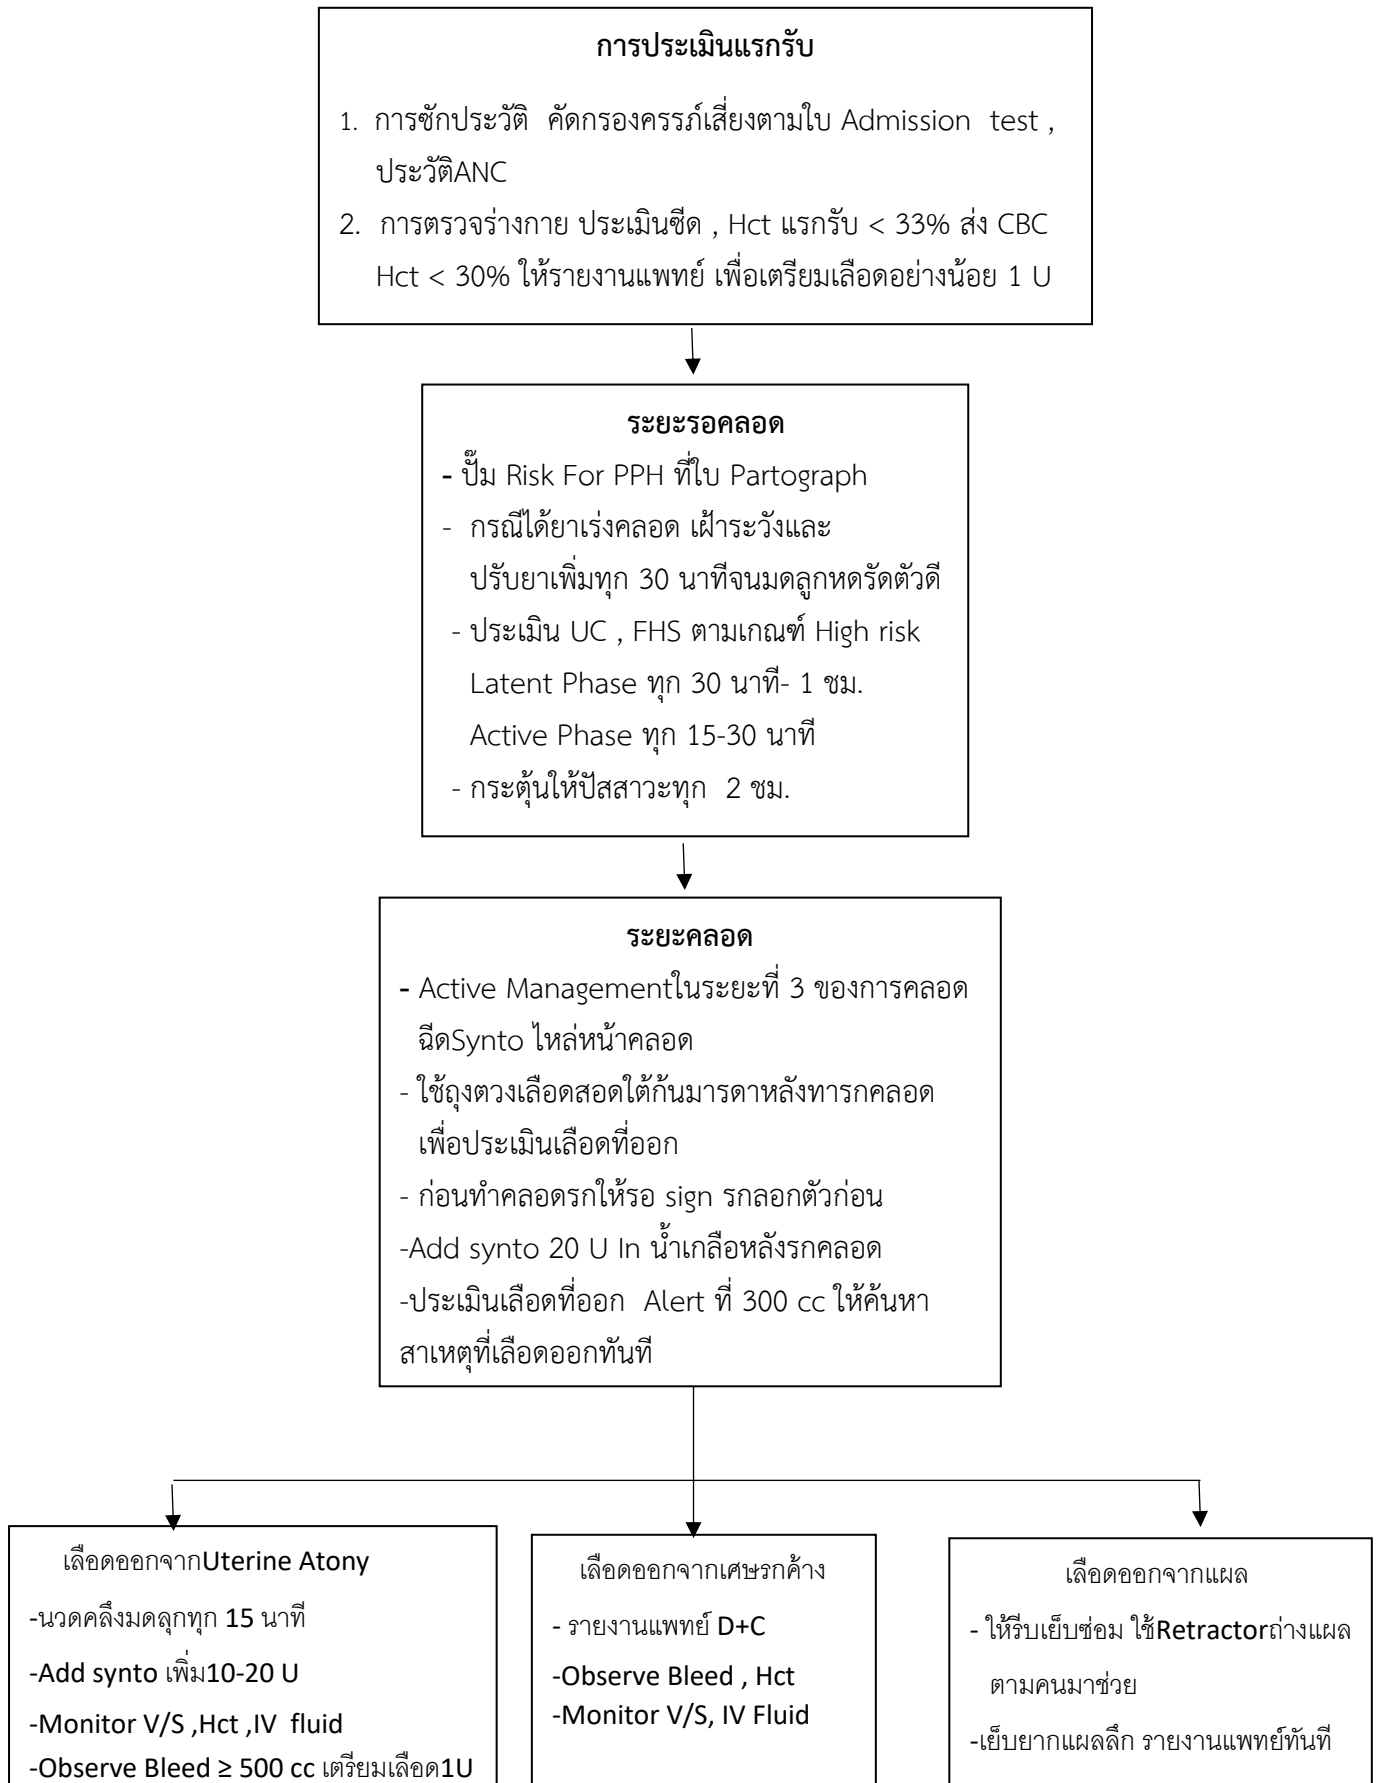 การประเมินแรกรับ
1. การซักประวัติ คัดกรองครรภ์เสี่ยงตามใบ Admission test ,
ประวัติANC
2. การตรวจร่างกาย ประเมินซีด , Hct แรกรับ < 33% ส่ง CBC
Hct < 30% ให้รายงานแพทย์ เพื่อเตรียมเลือดอย่างน้อย 1 U
ระยะรอคลอด
- ปั๊ม Risk For PPH ที่ใบ Partograph
- กรณีได้ยาเร่งคลอด เฝ้าระวังและ
ปรับยาเพิ่มทุก 30 นาทีจนมดลูกหดรัดตัวดี
- ประเมิน UC , FHS ตามเกณฑ์ High risk
Latent Phase ทุก 30 นาที- 1 ชม.
Active Phase ทุก 15-30 นาที
- กระตุ้นให้ปัสสาวะทุก 2 ชม.
ระยะคลอด
- Active Managementในระยะที่ 3 ของการคลอด
ฉีดSynto ไหล่หน้าคลอด
- ใช้ถุงตวงเลือดสอดใต้ก้นมารดาหลังทารกคลอด
เพื่อประเมินเลือดที่ออก
- ก่อนทำคลอดรกให้รอ sign รกลอกตัวก่อน
-Add synto 20 U In น้ำเกลือหลังรกคลอด
-ประเมินเลือดที่ออก Alert ที่ 300 cc ให้ค้นหา
สาเหตุที่เลือดออกทันที
เลือดออกจากUterine Atony
-นวดคลึงมดลุกทุก 15 นาที
-Add synto เพิ่ม10-20 U
-Monitor V/S ,Hct ,IV fluid
-Observe Bleed ≥ 500 cc เตรียมเลือด1U
เลือดออกจากเศษรกค้าง
- รายงานแพทย์ D+C
-Observe Bleed , Hct
-Monitor V/S, IV Fluid
เลือดออกจากแผล
- ให้รีบเย็บซ่อม ใช้Retractorถ่างแผล
ตามคนมาช่วย
-เย็บยากแผลลึก รายงานแพทย์ทันที